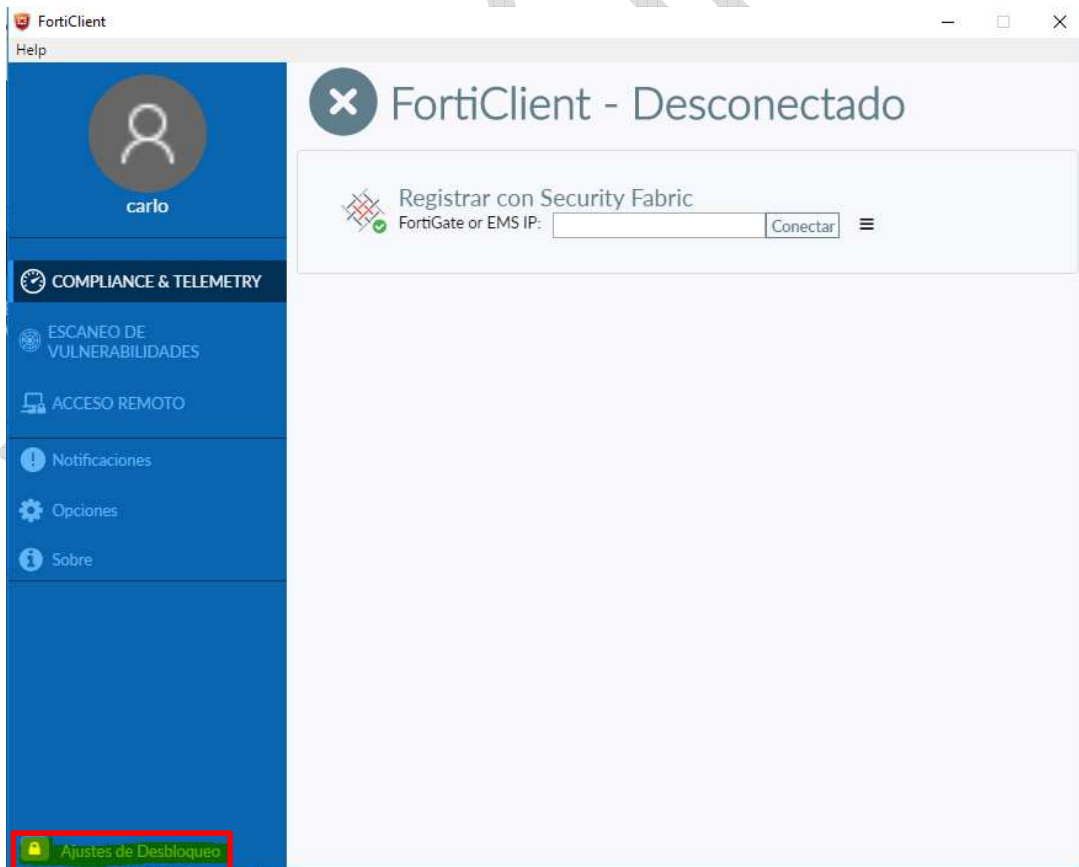 FortiClient
Help
carlo
COMPLIANCE & TELEMETRY
ESCANEO DE
VULNERABILIDADES
ACCESO REMOTO
Notificaciones
Opciones
Sobre
Ajustes de Desbloqueo
FortiClient - Desconectado
Registrar con Security Fabric
FortiGate or EMS IP:
Conectar